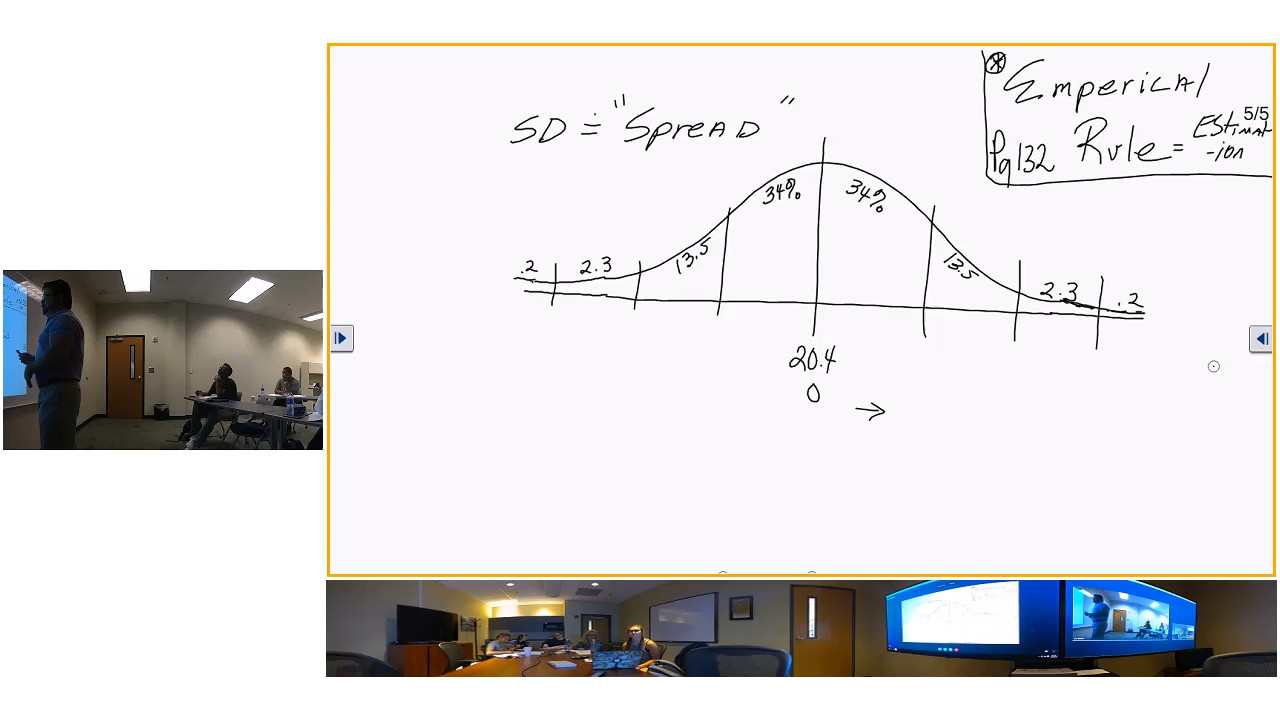 SD ≐ "Spread"
* Emperical
Pg 132 Rule = Estimat
-ion
5/5
34% 34%
13.5 13.5
.2 2.3 2.3 .2
20.4
0 →